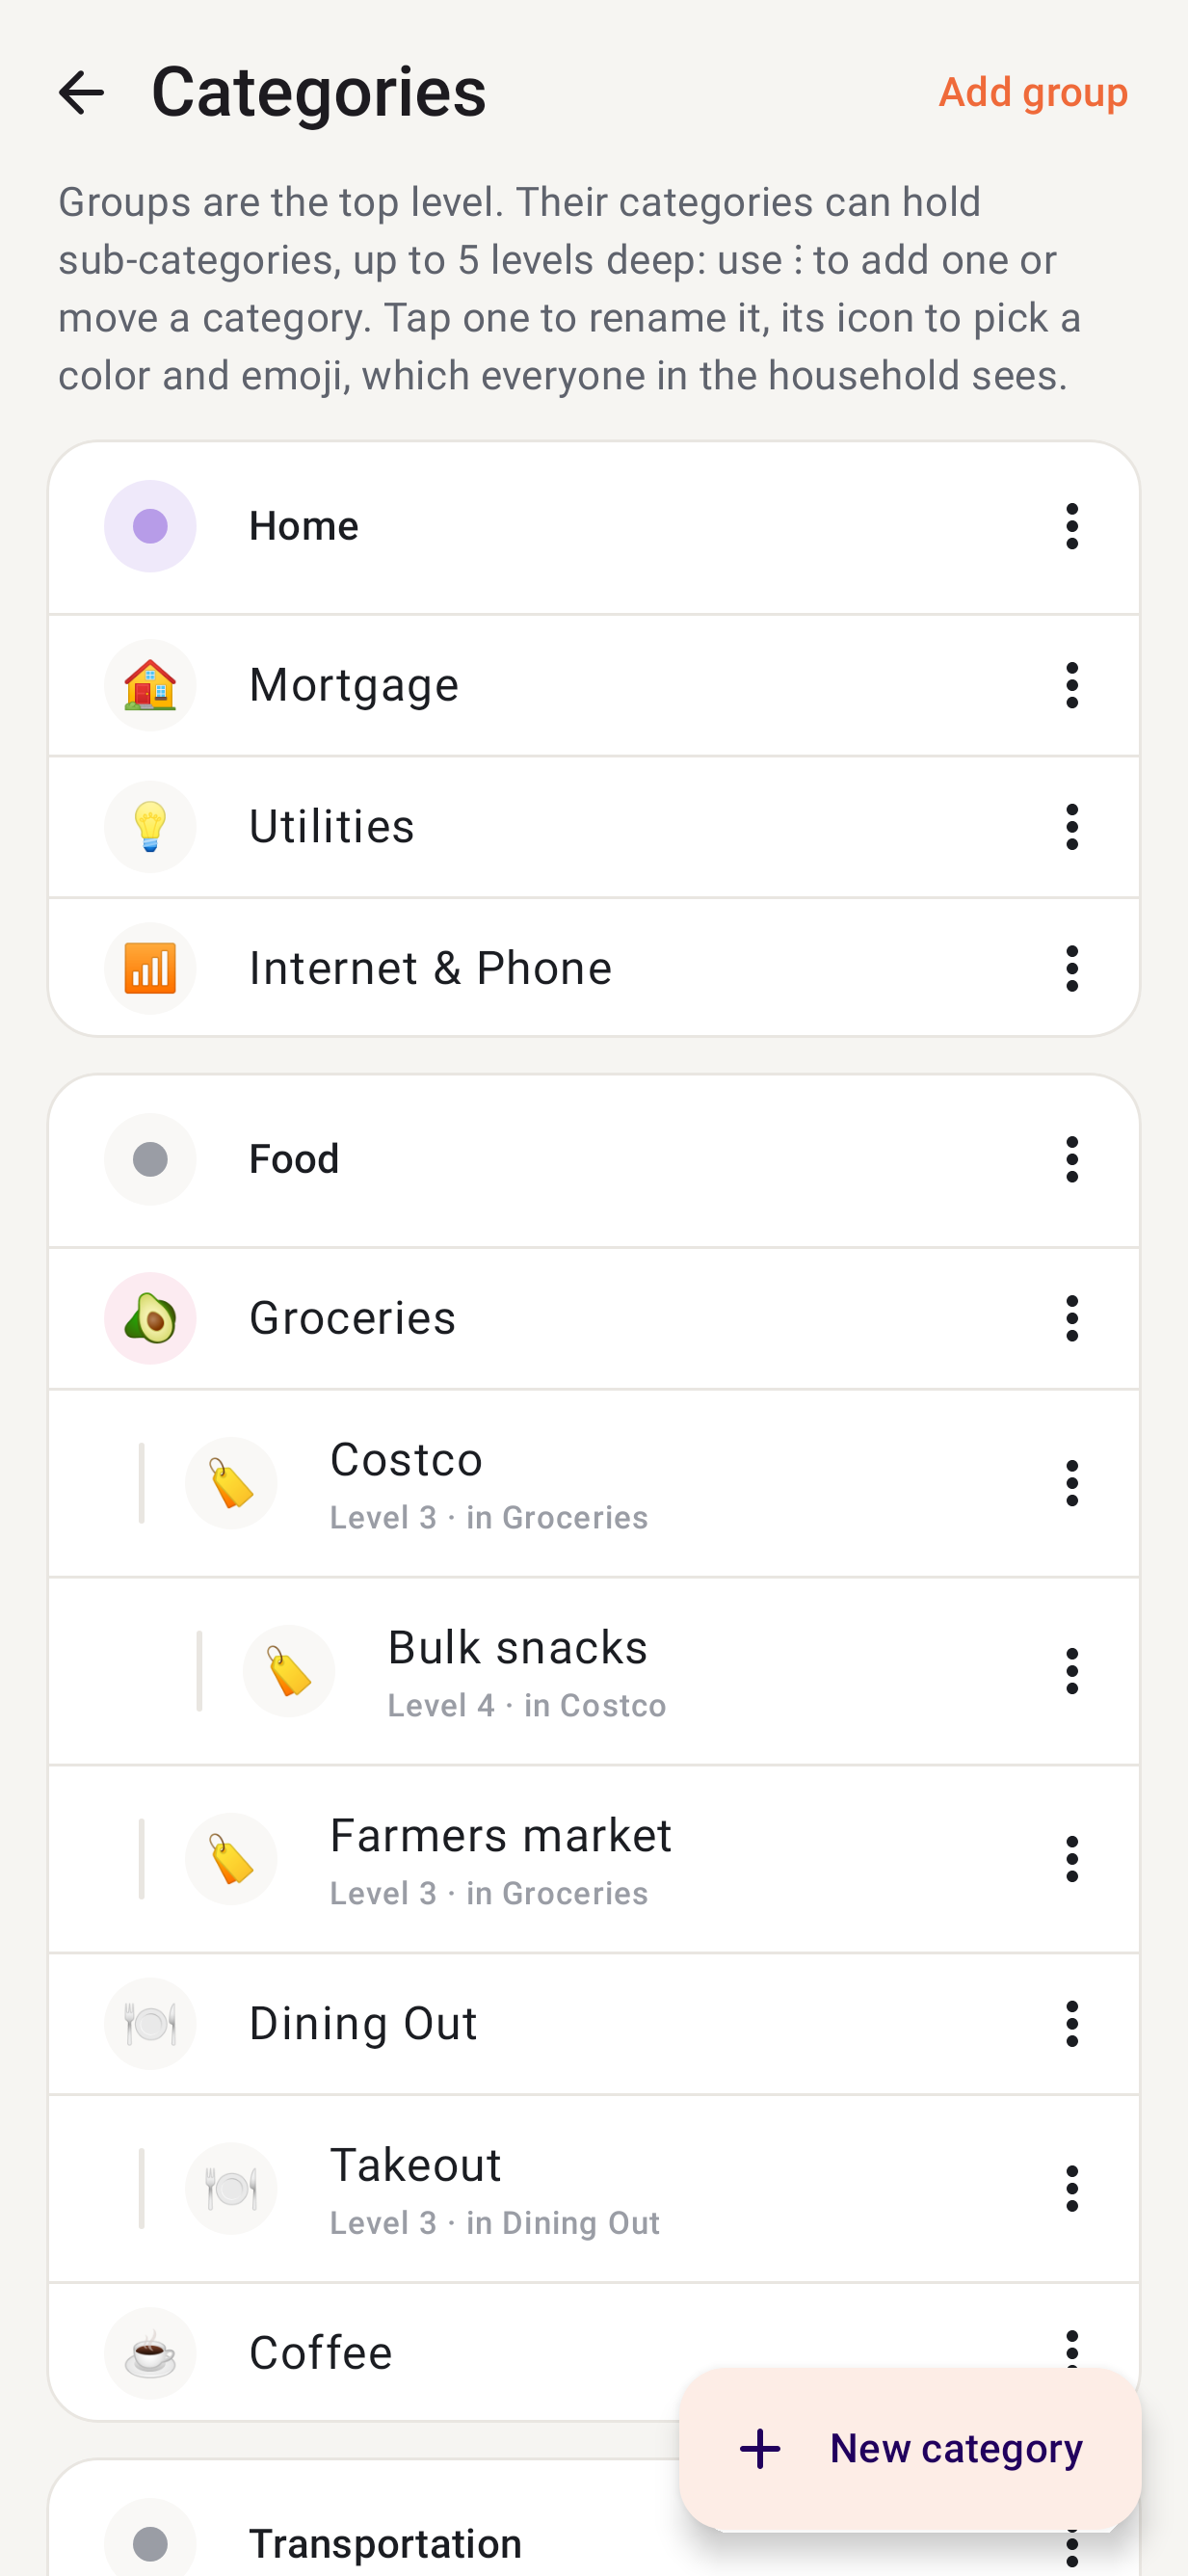 Categories
Add group
Groups are the top level. Their categories can hold
sub-categories, up to 5 levels deep: use ⋮ to add one or
move a category. Tap one to rename it, its icon to pick a
color and emoji, which everyone in the household sees.
Home
Mortgage
Utilities
Internet & Phone
Food
Groceries
Costco
Level 3 · in Groceries
Bulk snacks
Level 4 · in Costco
Farmers market
Level 3 · in Groceries
Dining Out
Takeout
Level 3 · in Dining Out
Coffee
New category
Transportation